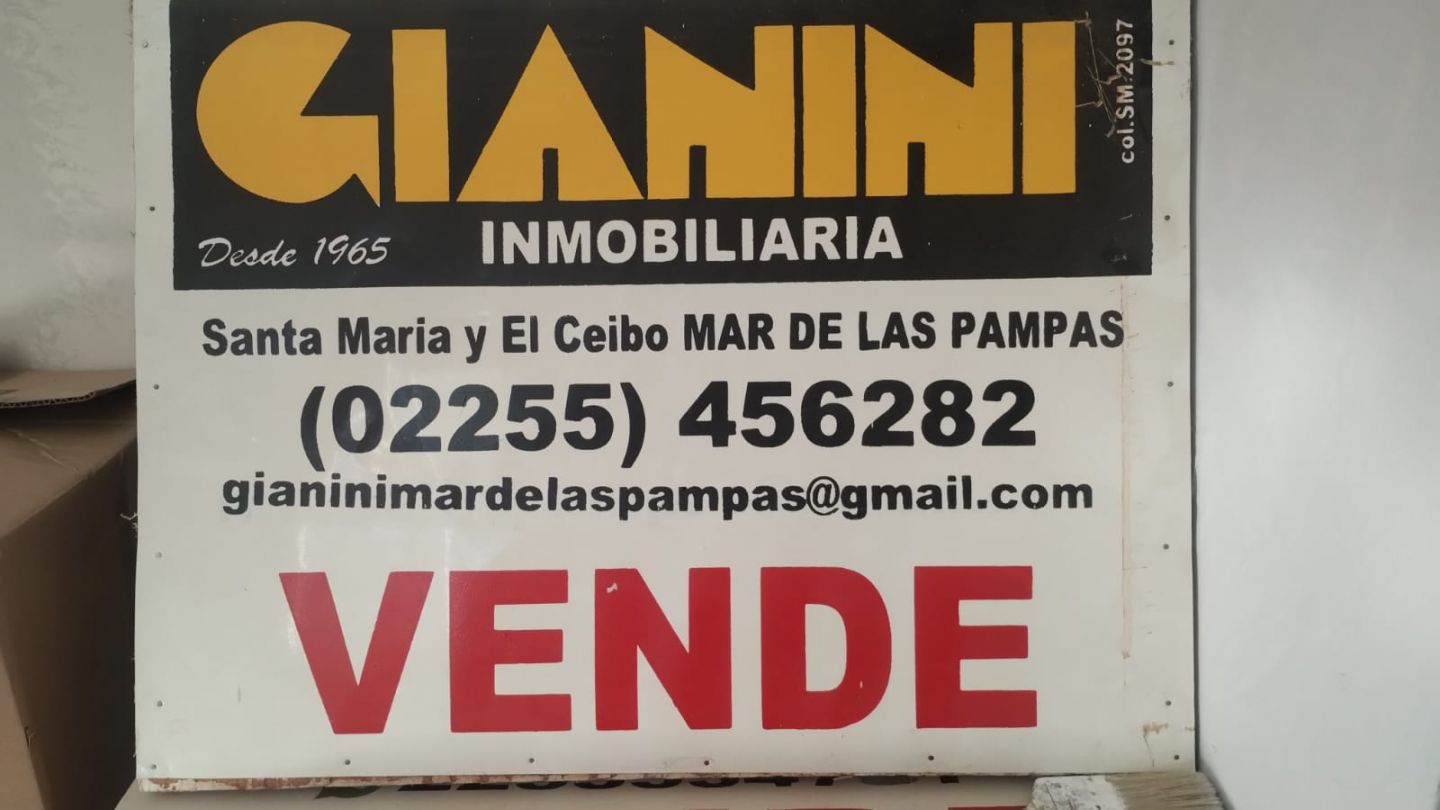 GIANINI
col.SM.2097
Desde 1965
INMOBILIARIA
Santa Maria y El Ceibo MAR DE LAS PAMPAS
(02255) 456282
gianinimardelaspampas@gmail.com
VENDE